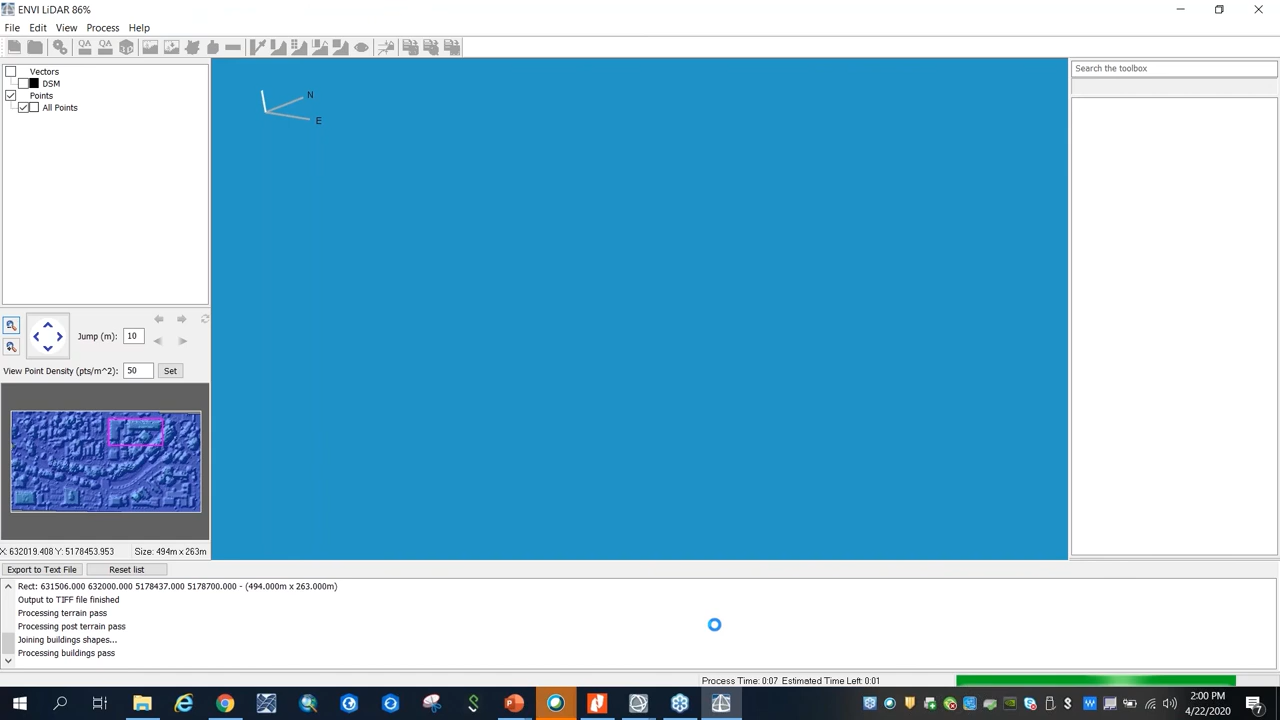 ENVI LiDAR 86%
File Edit View Process Help
QA QA
Vectors
DSM
Points
All Points
N
E
Search the toolbox
Jump (m): 10
View Point Density (pts/m^2): 50 Set
X: 632019.408 Y: 5178453.953 Size: 494m x 263m
Export to Text File Reset list
Rect: 631506.000 632000.000 5178437.000 5178700.000 - (494.000m x 263.000m)
Output to TIFF file finished
Processing terrain pass
Processing post terrain pass
Joining buildings shapes...
Processing buildings pass
Process Time: 0:07 Estimated Time Left: 0:01
2:00 PM
4/22/2020